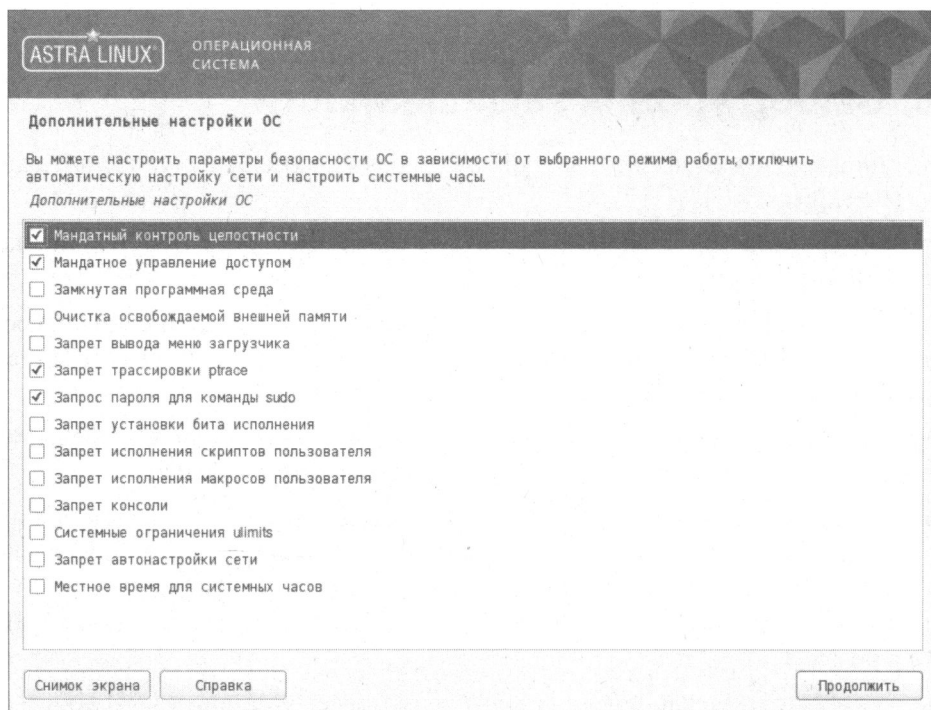 ASTRA LINUX
ОПЕРАЦИОННАЯ
СИСТЕМА
Дополнительные настройки ОС
Вы можете настроить параметры безопасности ОС в зависимости от выбранного режима работы, отключить
автоматическую настройку сети и настроить системные часы.
Дополнительные настройки ОС
Мандатный контроль целостности
Мандатное управление доступом
Замкнутая программная среда
Очистка освобождаемой внешней памяти
Запрет вывода меню загрузчика
Запрет трассировки ptrace
Запрос пароля для команды sudo
Запрет установки бита исполнения
Запрет исполнения скриптов пользователя
Запрет исполнения макросов пользователя
Запрет консоли
Системные ограничения ulimits
Запрет автонастройки сети
Местное время для системных часов
Снимок экрана
Справка
Продолжить